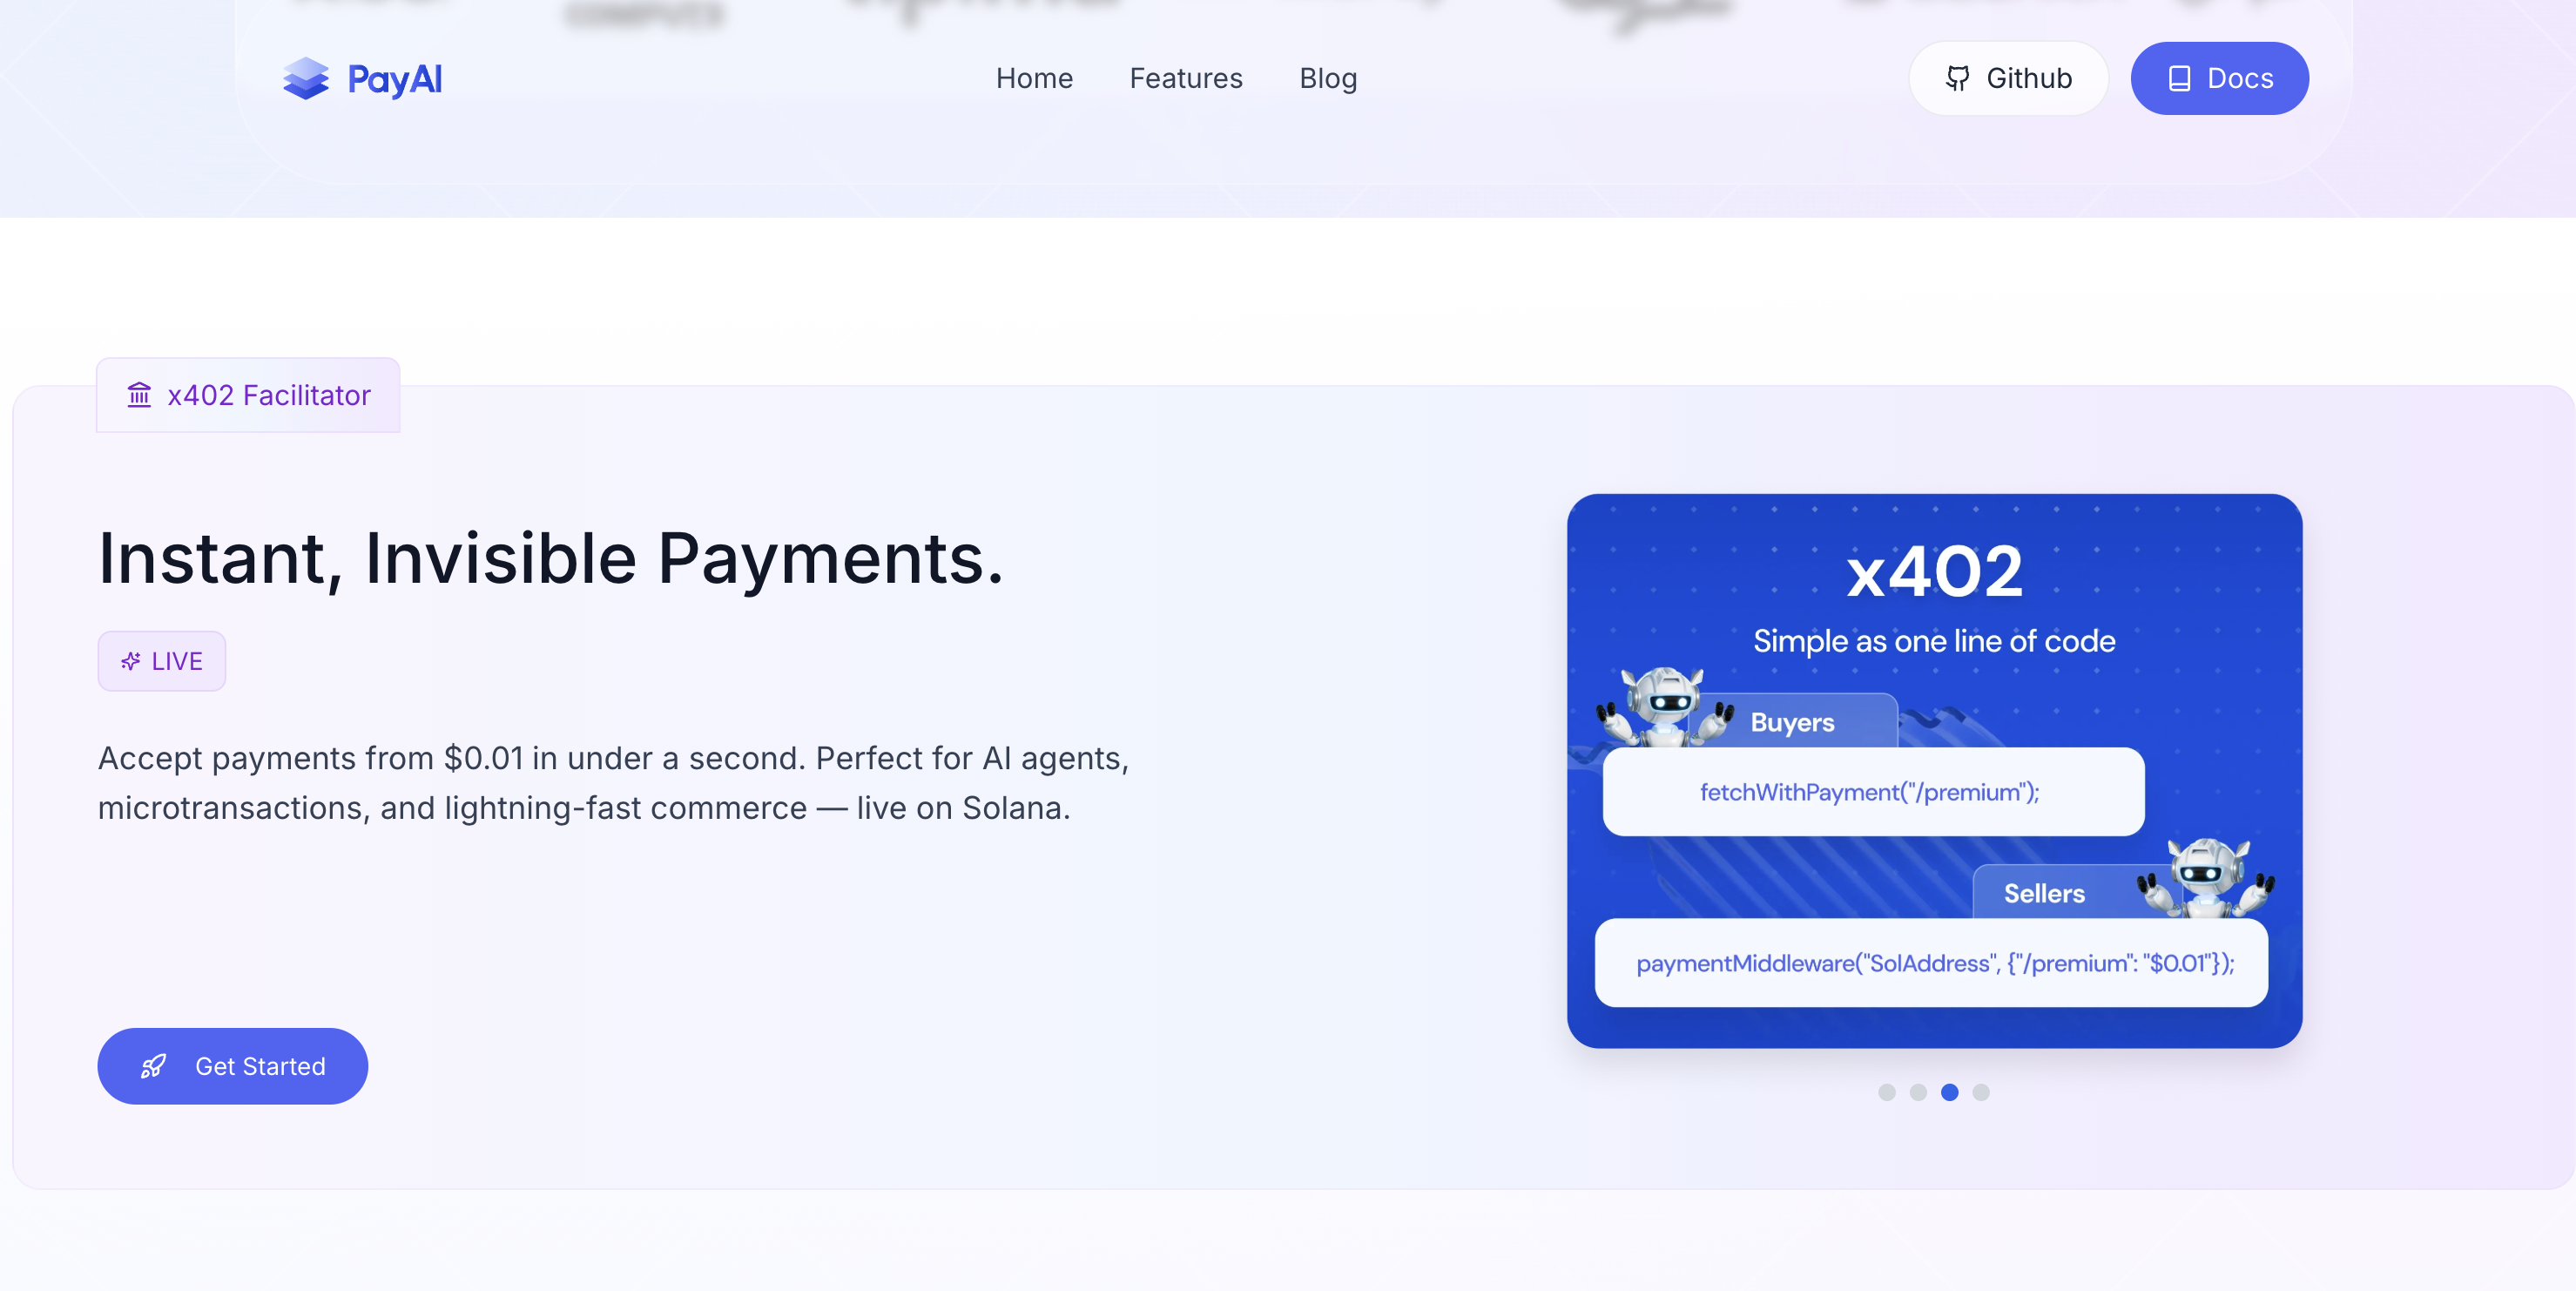 PayAI
Home
Features
Blog
Github
Docs
x402 Facilitator
Instant, Invisible Payments.
LIVE
Accept payments from $0.01 in under a second. Perfect for AI agents,
microtransactions, and lightning-fast commerce — live on Solana.
Get Started
x402
Simple as one line of code
Buyers
fetchWithPayment("/premium");
Sellers
paymentMiddleware("SolAddress", {"/premium": "$0.01"});